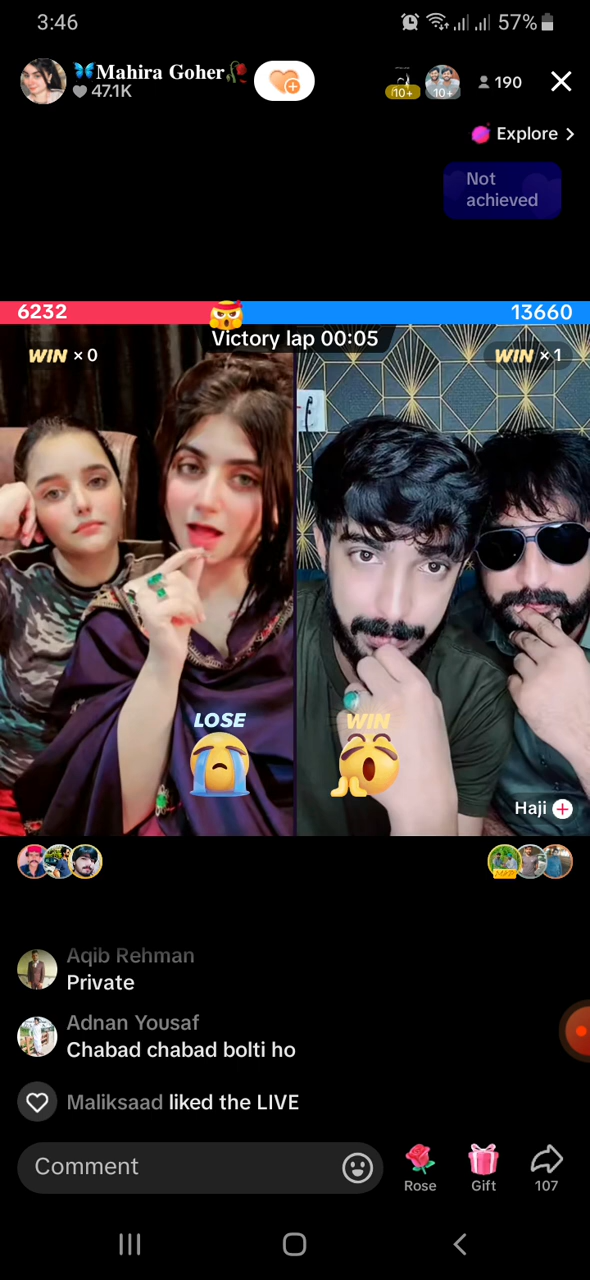 3:46
57%
🦋Mahira Goher🥀
47.1K
10+
10+
190
Explore
Not
achieved
6232
13660
Victory lap 00:05
WIN × 0
WIN × 1
LOSE
WIN
Haji
Aqib Rehman
Private
Adnan Yousaf
Chabad chabad bolti ho
Maliksaad liked the LIVE
Comment
Rose
Gift
107